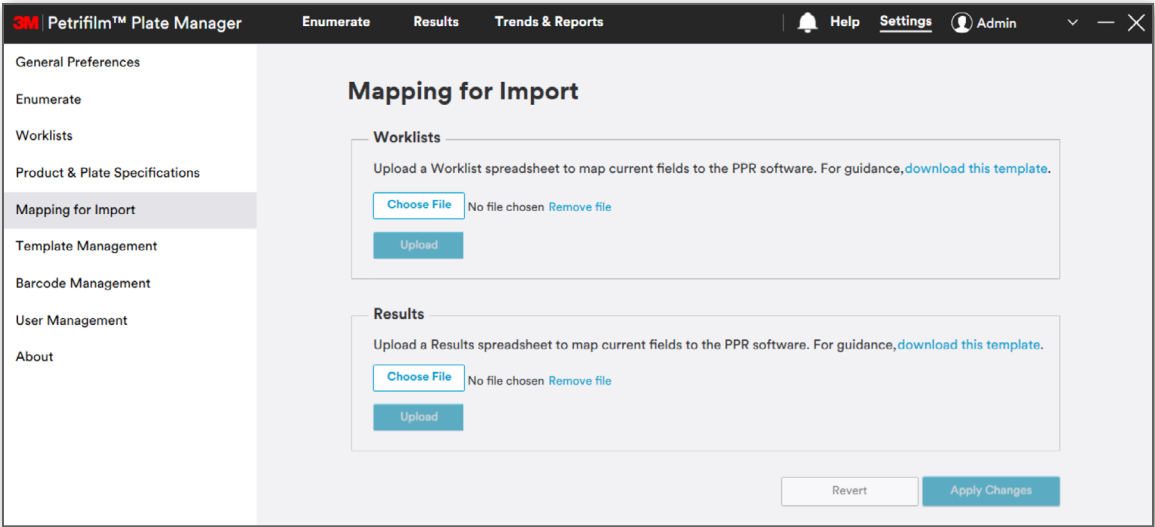 3M Petrifilm™ Plate Manager Enumerate Results Trends & Reports Help Settings Admin
General Preferences
Enumerate
Worklists
Product & Plate Specifications
Mapping for Import
Template Management
Barcode Management
User Management
About
Mapping for Import
Worklists
Upload a Worklist spreadsheet to map current fields to the PPR software. For guidance,download this template.
Choose File No file chosen Remove file
Upload
Results
Upload a Results spreadsheet to map current fields to the PPR software. For guidance,download this template.
Choose File No file chosen Remove file
Upload
Revert Apply Changes